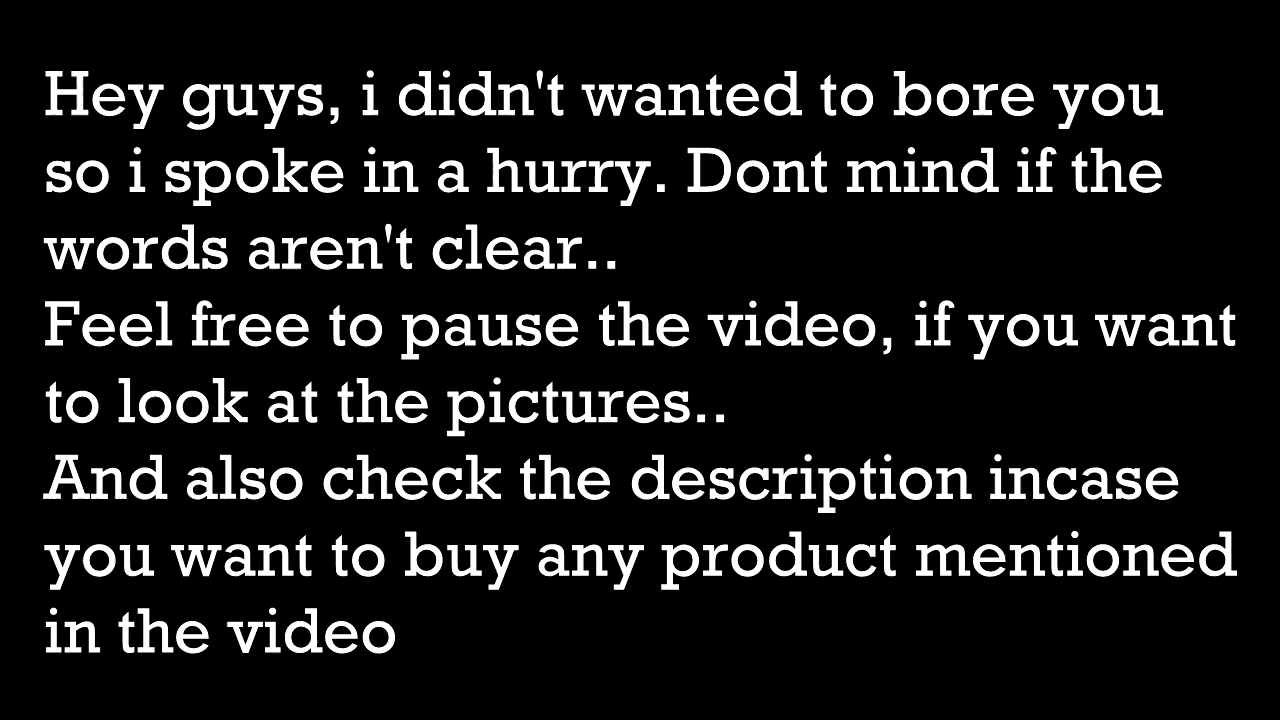 Hey guys, i didn't wanted to bore you
so i spoke in a hurry. Dont mind if the
words aren't clear..
Feel free to pause the video, if you want
to look at the pictures..
And also check the description incase
you want to buy any product mentioned
in the video